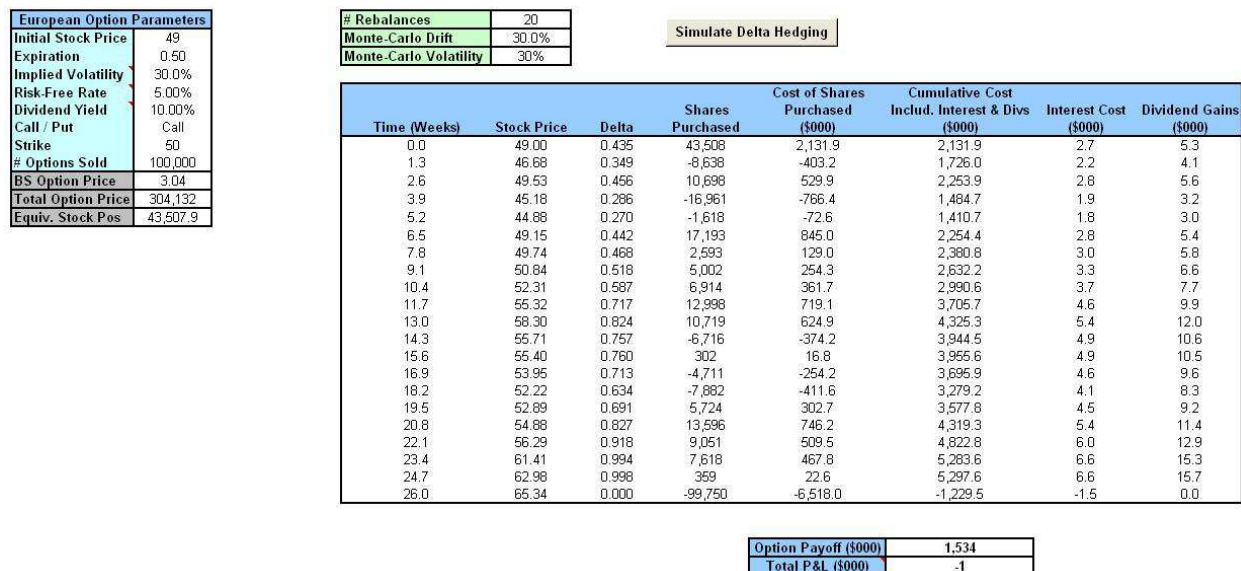 European Option Parameters
Initial Stock Price 49
Expiration 0.50
Implied Volatility 30.0%
Risk-Free Rate 5.00%
Dividend Yield 10.00%
Call / Put Call
Strike 50
# Options Sold 100,000
BS Option Price 3.04
Total Option Price 304,132
Equiv. Stock Pos 43,507.9
# Rebalances 20
Monte-Carlo Drift 30.0%
Monte-Carlo Volatility 30%
Simulate Delta Hedging
Cost of Shares Cumulative Cost
Shares Purchased Includ. Interest & Divs Interest Cost Dividend Gains
Time (Weeks) Stock Price Delta Purchased ($000) ($000) ($000) ($000)
0.0 49.00 0.435 43,508 2,131.9 2,131.9 2.7 5.3
1.3 46.68 0.349 -8,638 -403.2 1,726.0 2.2 4.1
2.6 49.53 0.456 10,698 529.9 2,253.9 2.8 5.6
3.9 45.18 0.286 -16,961 -766.4 1,484.7 1.9 3.2
5.2 44.88 0.270 -1,618 -72.6 1,410.7 1.8 3.0
6.5 49.15 0.442 17,193 845.0 2,254.4 2.8 5.4
7.8 49.74 0.468 2,593 129.0 2,380.8 3.0 5.8
9.1 50.84 0.518 5,002 254.3 2,632.2 3.3 6.6
10.4 52.31 0.587 6,914 361.7 2,990.6 3.7 7.7
11.7 55.32 0.717 12,998 719.1 3,705.7 4.6 9.9
13.0 58.30 0.824 10,719 624.9 4,325.3 5.4 12.0
14.3 55.71 0.757 -6,716 -374.2 3,944.5 4.9 10.6
15.6 55.40 0.760 302 16.8 3,955.6 4.9 10.5
16.9 53.95 0.713 -4,711 -254.2 3,695.9 4.6 9.6
18.2 52.22 0.634 -7,882 -411.6 3,279.2 4.1 8.3
19.5 52.89 0.691 5,724 302.7 3,577.8 4.5 9.2
20.8 54.88 0.827 13,596 746.2 4,319.3 5.4 11.4
22.1 56.29 0.918 9,051 509.5 4,822.8 6.0 12.9
23.4 61.41 0.994 7,618 467.8 5,283.6 6.6 15.3
24.7 62.98 0.998 359 22.6 5,297.6 6.6 15.7
26.0 65.34 0.000 -99,750 -6,518.0 -1,229.5 -1.5 0.0
Option Payoff ($000) 1,534
Total P&L ($000) -1